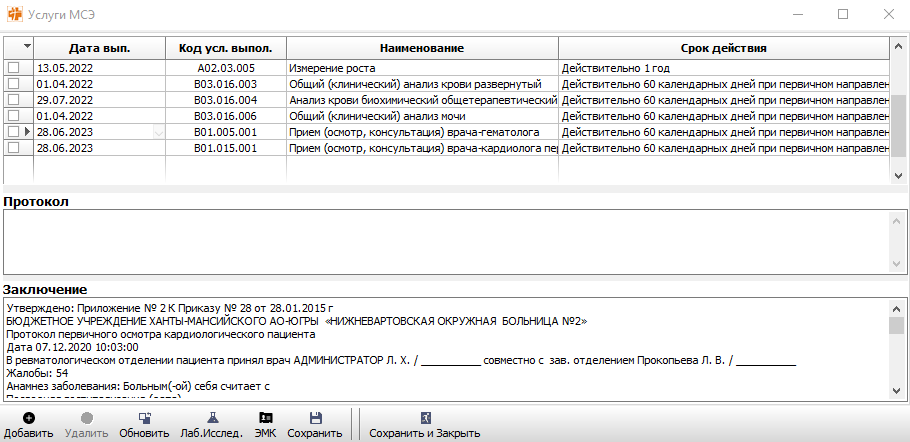 Услуги МСЭ
Дата вып. Код усл. выпол. Наименование Срок действия
13.05.2022 A02.03.005 Измерение роста Действительно 1 год
01.04.2022 B03.016.003 Общий (клинический) анализ крови развернутый Действительно 60 календарных дней при первичном направлен
29.07.2022 B03.016.004 Анализ крови биохимический общетерапевтический Действительно 60 календарных дней при первичном направлен
01.04.2022 B03.016.006 Общий (клинический) анализ мочи Действительно 60 календарных дней при первичном направлен
28.06.2023 B01.005.001 Прием (осмотр, консультация) врача-гематолога Действительно 60 календарных дней при первичном направлен
28.06.2023 B01.015.001 Прием (осмотр, консультация) врача-кардиолога пер Действительно 60 календарных дней при первичном направлен
Протокол
Заключение
Утверждено: Приложение № 2 К Приказу № 28 от 28.01.2015 г
БЮДЖЕТНОЕ УЧРЕЖДЕНИЕ ХАНТЫ-МАНСИЙСКОГО АО-ЮГРЫ «НИЖНЕВАРТОВСКАЯ ОКРУЖНАЯ БОЛЬНИЦА №2»
Протокол первичного осмотра кардиологического пациента
Дата 07.12.2020 10:03:00
В ревматологическом отделении пациента принял врач АДМИНИСТРАТОР Л. Х. / __________ совместно с зав. отделением Прокопьева Л. В. / __________
Жалобы: 54
Анамнез заболевания: Больным(-ой) себя считает с
Добавить Удалить Обновить Лаб.Исслед. ЭМК Сохранить Сохранить и Закрыть